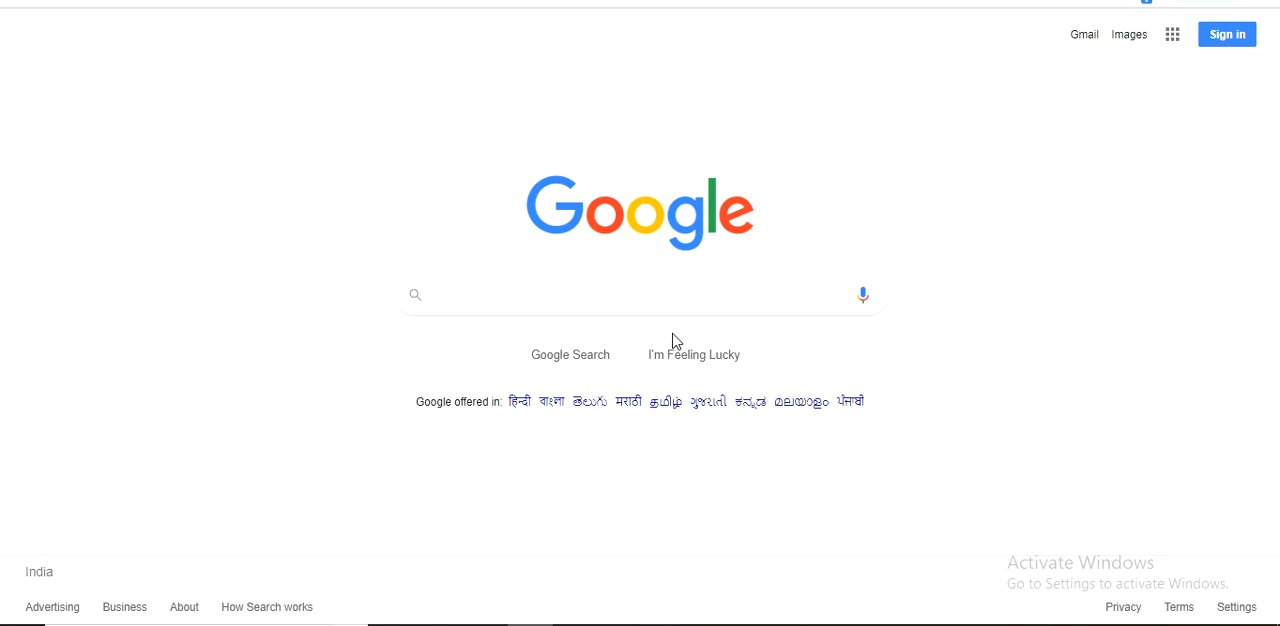 Gmail Images Sign in
Google
Google Search I'm Feeling Lucky
Google offered in: हिन्दी বাংলা తెలుగు मराठी தமிழ் ગુજરાતી ಕನ್ನಡ മലയാളം ਪੰਜਾਬੀ
India
Activate Windows
Go to Settings to activate Windows.
Advertising Business About How Search works Privacy Terms Settings